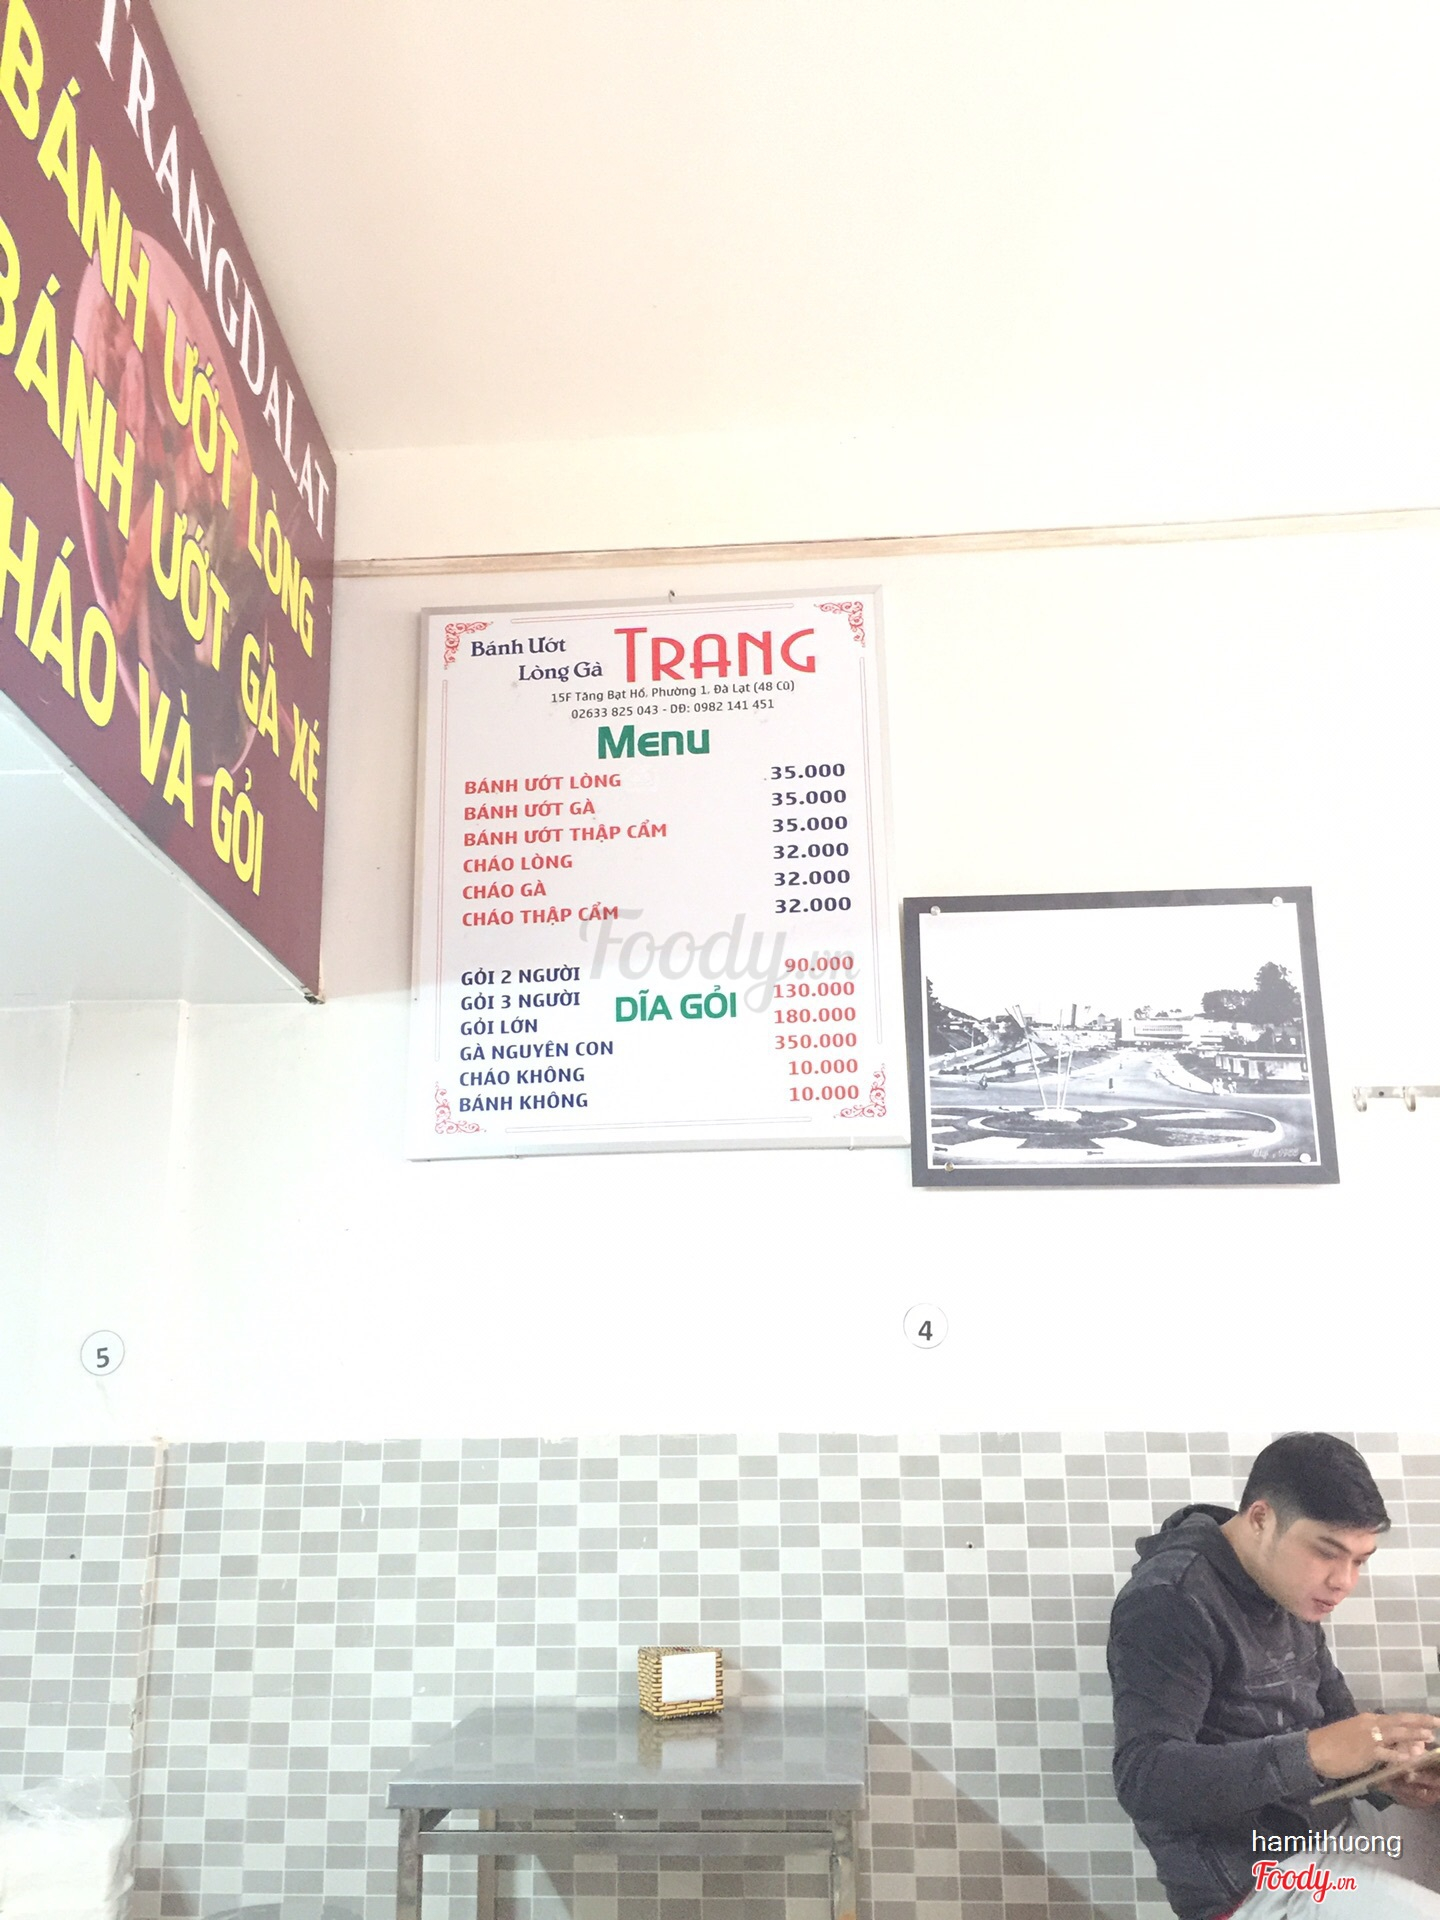 TRANGDALAT
BÁNH ƯỚT LÒNG
BÁNH ƯỚT GÀ XÉ
HÁO VÀ GỎI
Bánh Ướt
Lòng Gà
TRANG
15F Tăng Bạt Hổ, Phường 1, Đà Lạt (48 Cũ)
02633 825 043 - DĐ: 0982 141 451
Menu
BÁNH ƯỚT LÒNG 35.000
BÁNH ƯỚT GÀ 35.000
BÁNH ƯỚT THẬP CẨM 35.000
CHÁO LÒNG 32.000
CHÁO GÀ 32.000
CHÁO THẬP CẨM 32.000
DĨA GỎI
GỎI 2 NGƯỜI 90.000
GỎI 3 NGƯỜI 130.000
GỎI LỚN 180.000
GÀ NGUYÊN CON 350.000
CHÁO KHÔNG 10.000
BÁNH KHÔNG 10.000
Foody.vn
5
4
hamithuong
Foody.vn